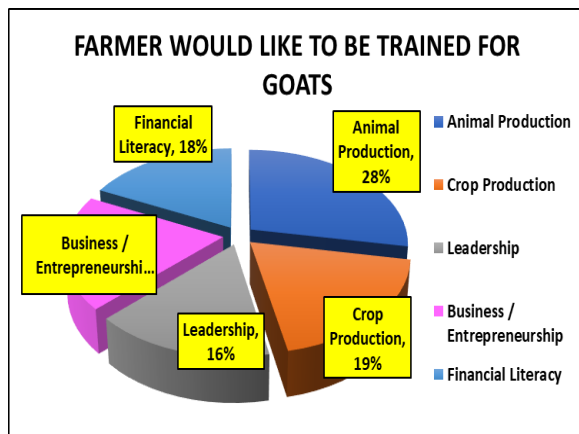 FARMER WOULD LIKE TO BE TRAINED FOR
GOATS
Financial
Literacy, 18%
Animal
Production,
28%
Business /
Entrepreneurshi...
Leadership,
16%
Crop
Production,
19%
Animal Production
Crop Production
Leadership
Business /
Entrepreneurship
Financial Literacy